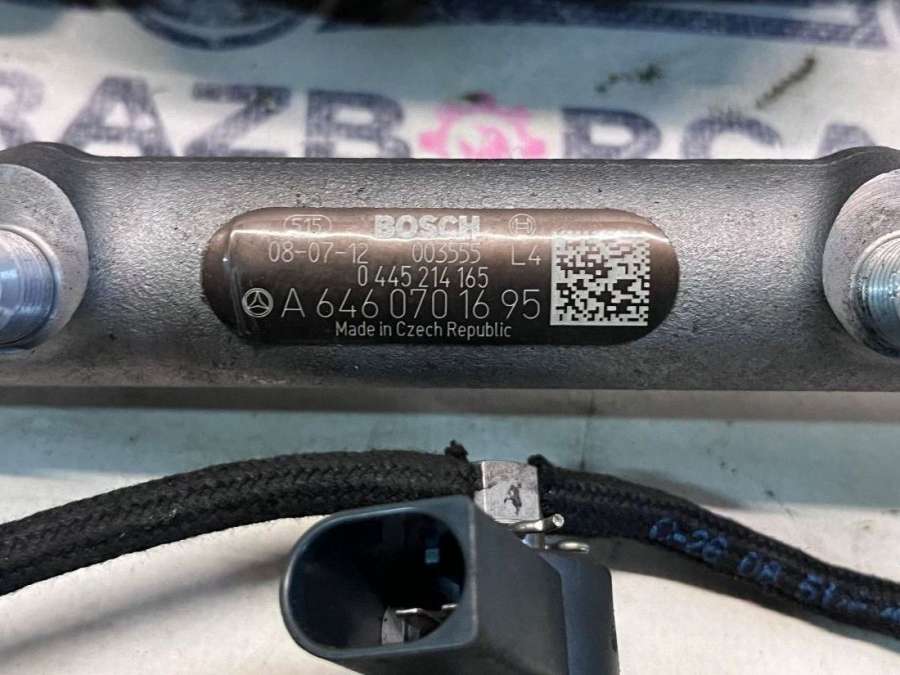 RAZBORCA
515 BOSCH
08-07-12 003555 L4
0 445 214 165
A 646 070 16 95
Made in Czech Republic